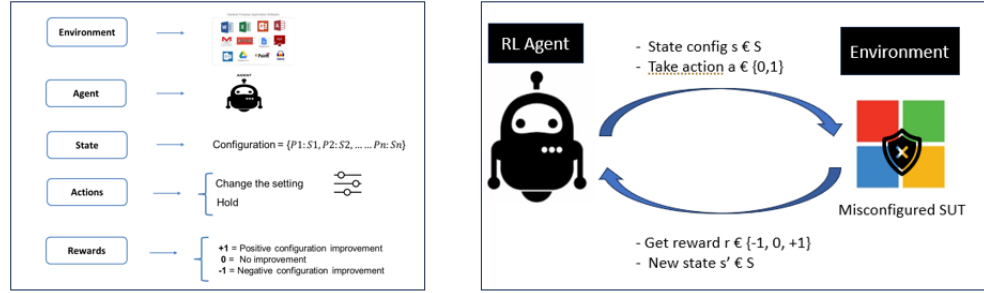 Environment
Agent
AGENT
State
Configuration = {P1: S1, P2: S2, ... ... Pn: Sn}
Actions
Change the setting
Hold
Rewards
+1 = Positive configuration improvement
0 = No improvement
-1 = Negative configuration improvement
RL Agent
- State config s € S
- Take action a € {0,1}
Environment
Misconfigured SUT
- Get reward r € {-1, 0, +1}
- New state s' € S